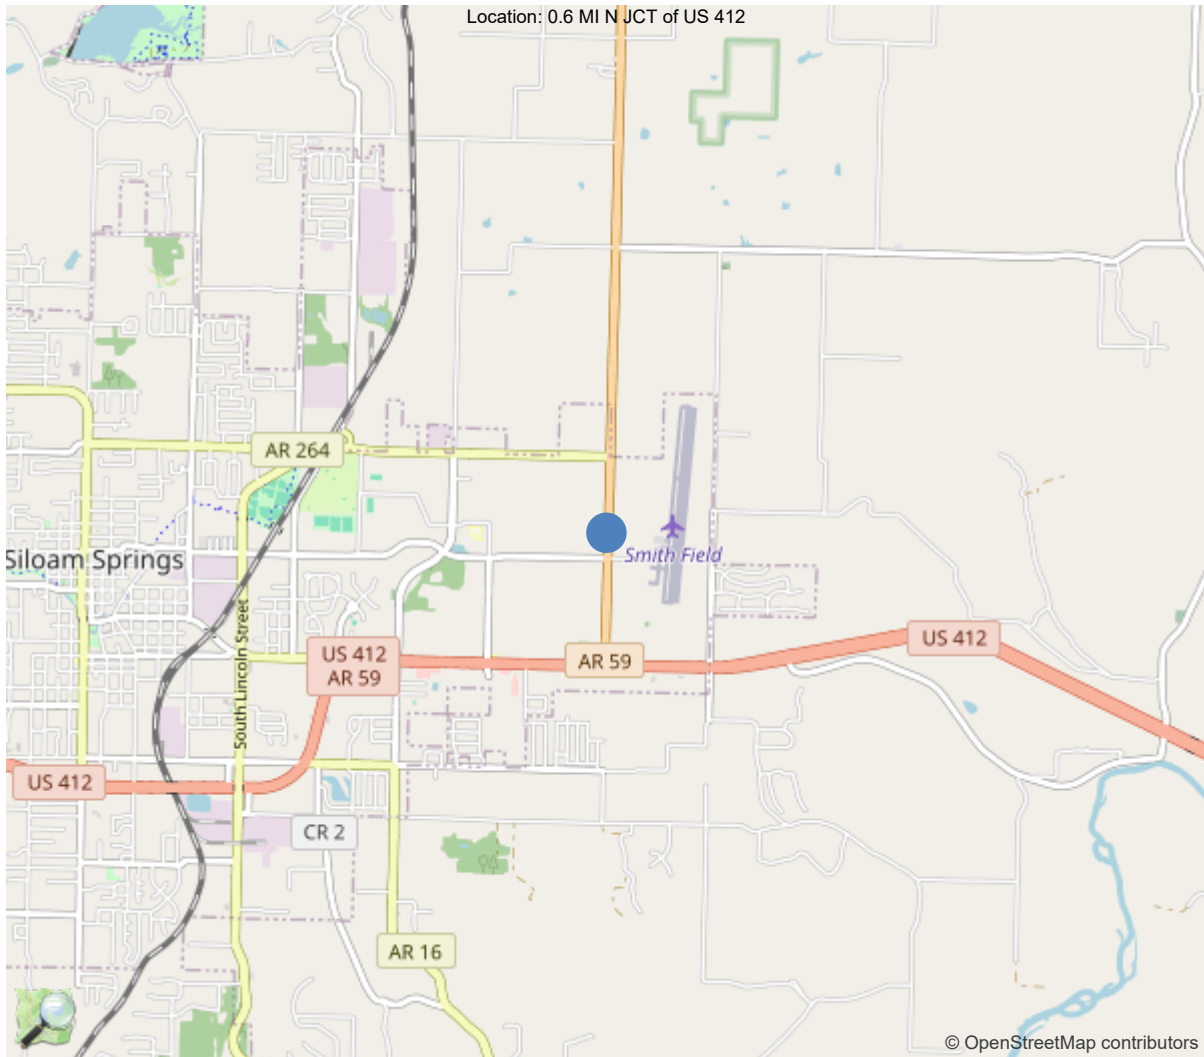 Location: 0.6 MI N JCT of US 412
AR 264
Smith Field
Siloam Springs
South Lincoln Street
US 412
US 412
AR 59
AR 59
US 412
CR 2
AR 16
© OpenStreetMap contributors